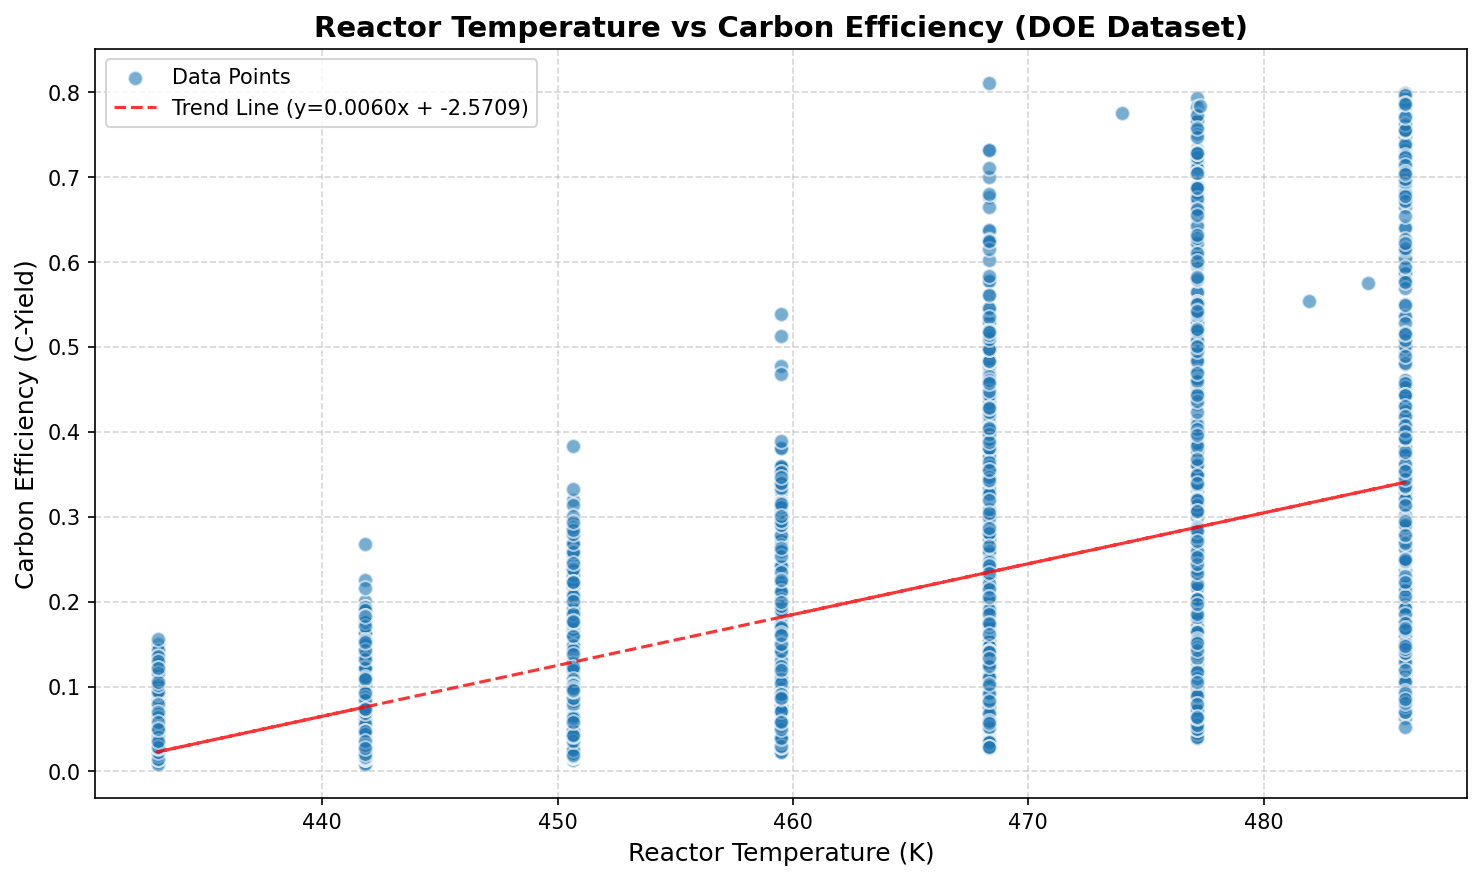 Reactor Temperature vs Carbon Efficiency (DOE Dataset)
Data Points
Trend Line (y=0.0060x + -2.5709)
Carbon Efficiency (C-Yield)
0.8
0.7
0.6
0.5
0.4
0.3
0.2
0.1
0.0
440 450 460 470 480
Reactor Temperature (K)